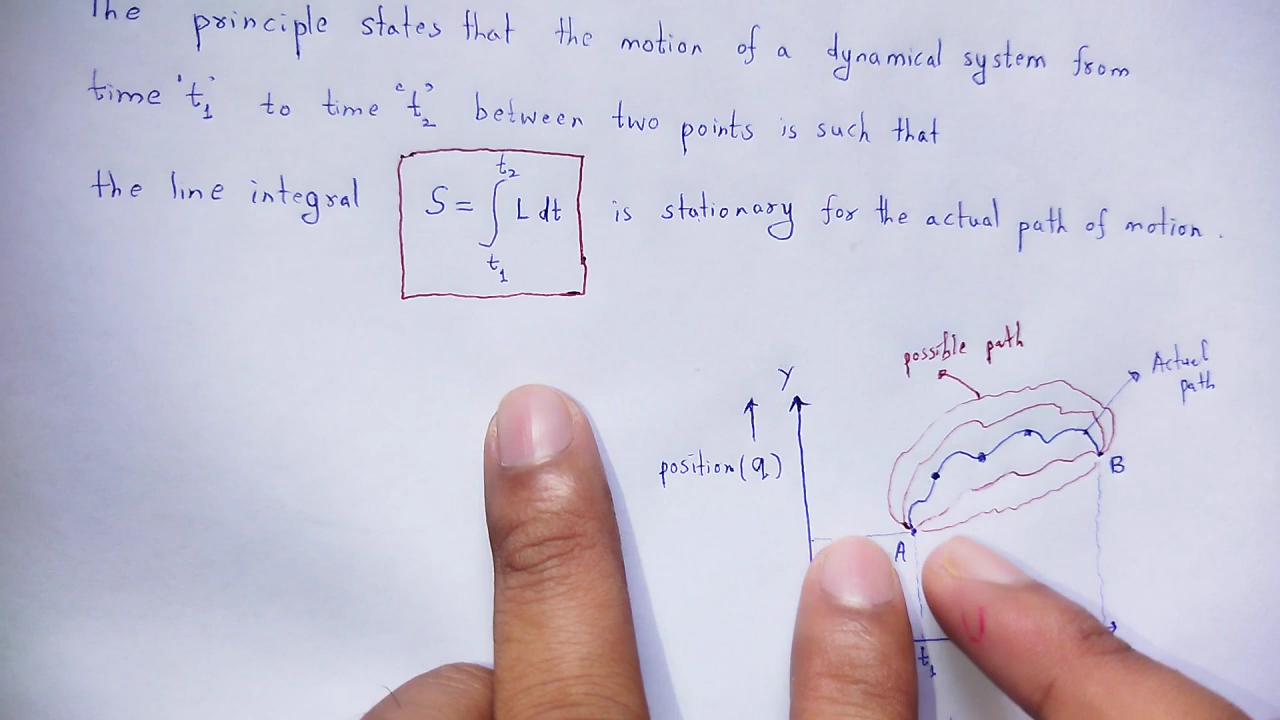 The principle states that the motion of a dynamical system from
time 't₁' to time 't₂' between two points is such that
the line integral S = ∫ₜ₁ᵗ² L dt is stationary for the actual path of motion.
possible path
Actual
path
Y
position (q)
B
A
t₁